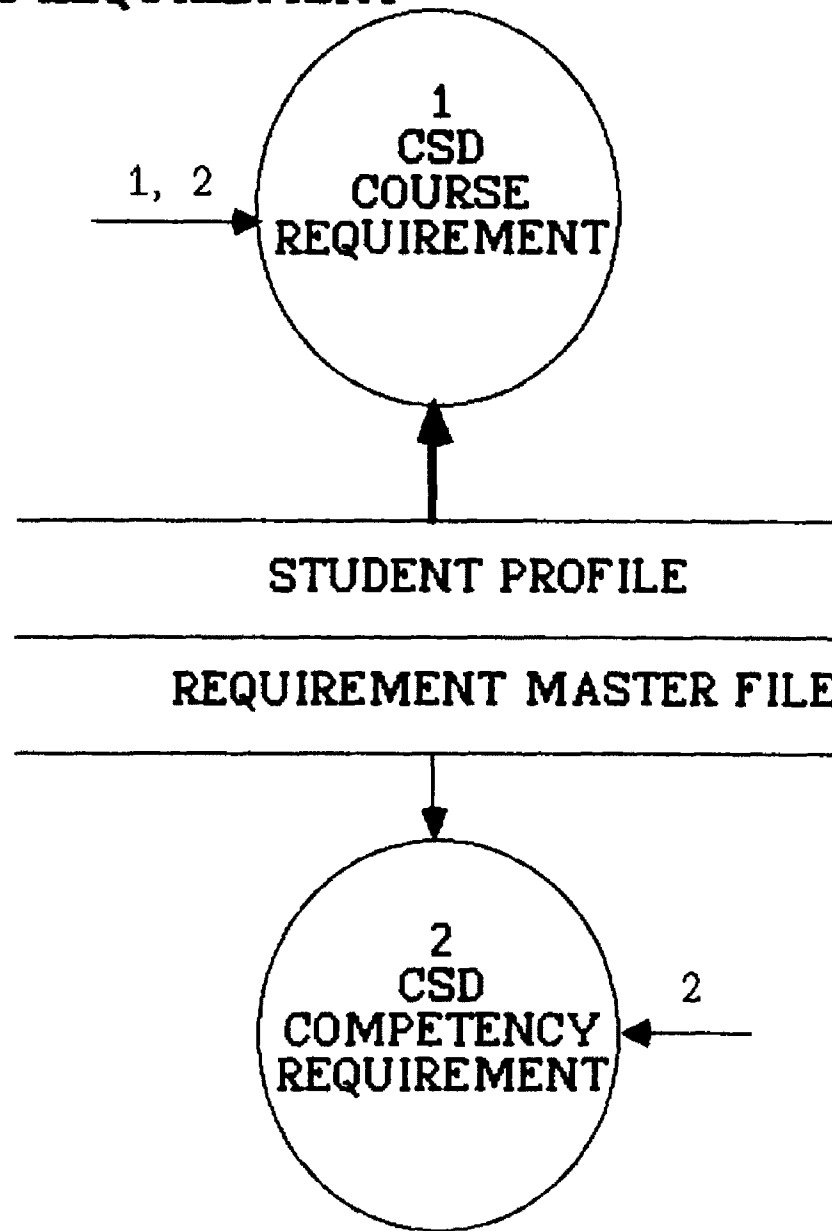 1
CSD
COURSE
REQUIREMENT
1, 2
STUDENT PROFILE
REQUIREMENT MASTER FILE
2
CSD
COMPETENCY
REQUIREMENT
2